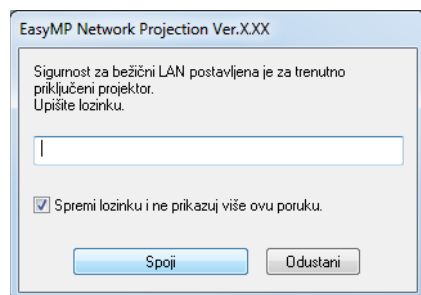 EasyMP Network Projection Ver.X.XX
Sigurnost za bežični LAN postavljena je za trenutno
priključeni projektor.
Upišite lozinku.
Spremi lozinku i ne prikazuj više ovu poruku.
Spoji
Odustani